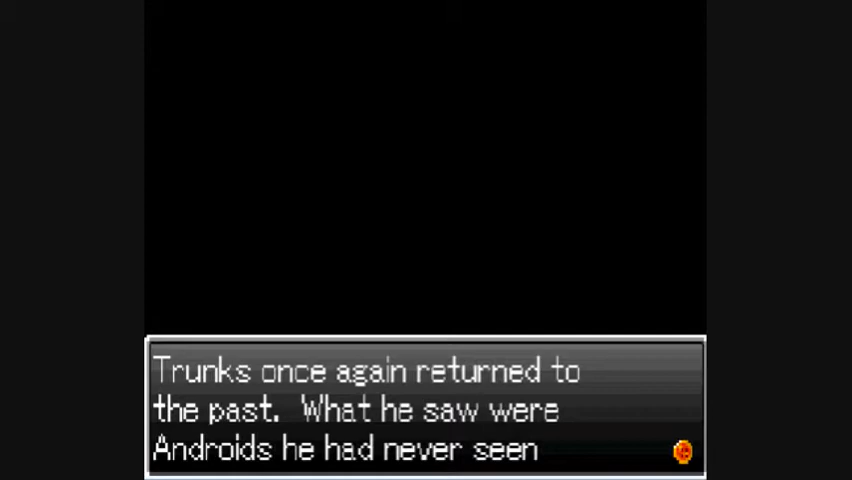 Trunks once again returned to
the past. What he saw were
Androids he had never seen